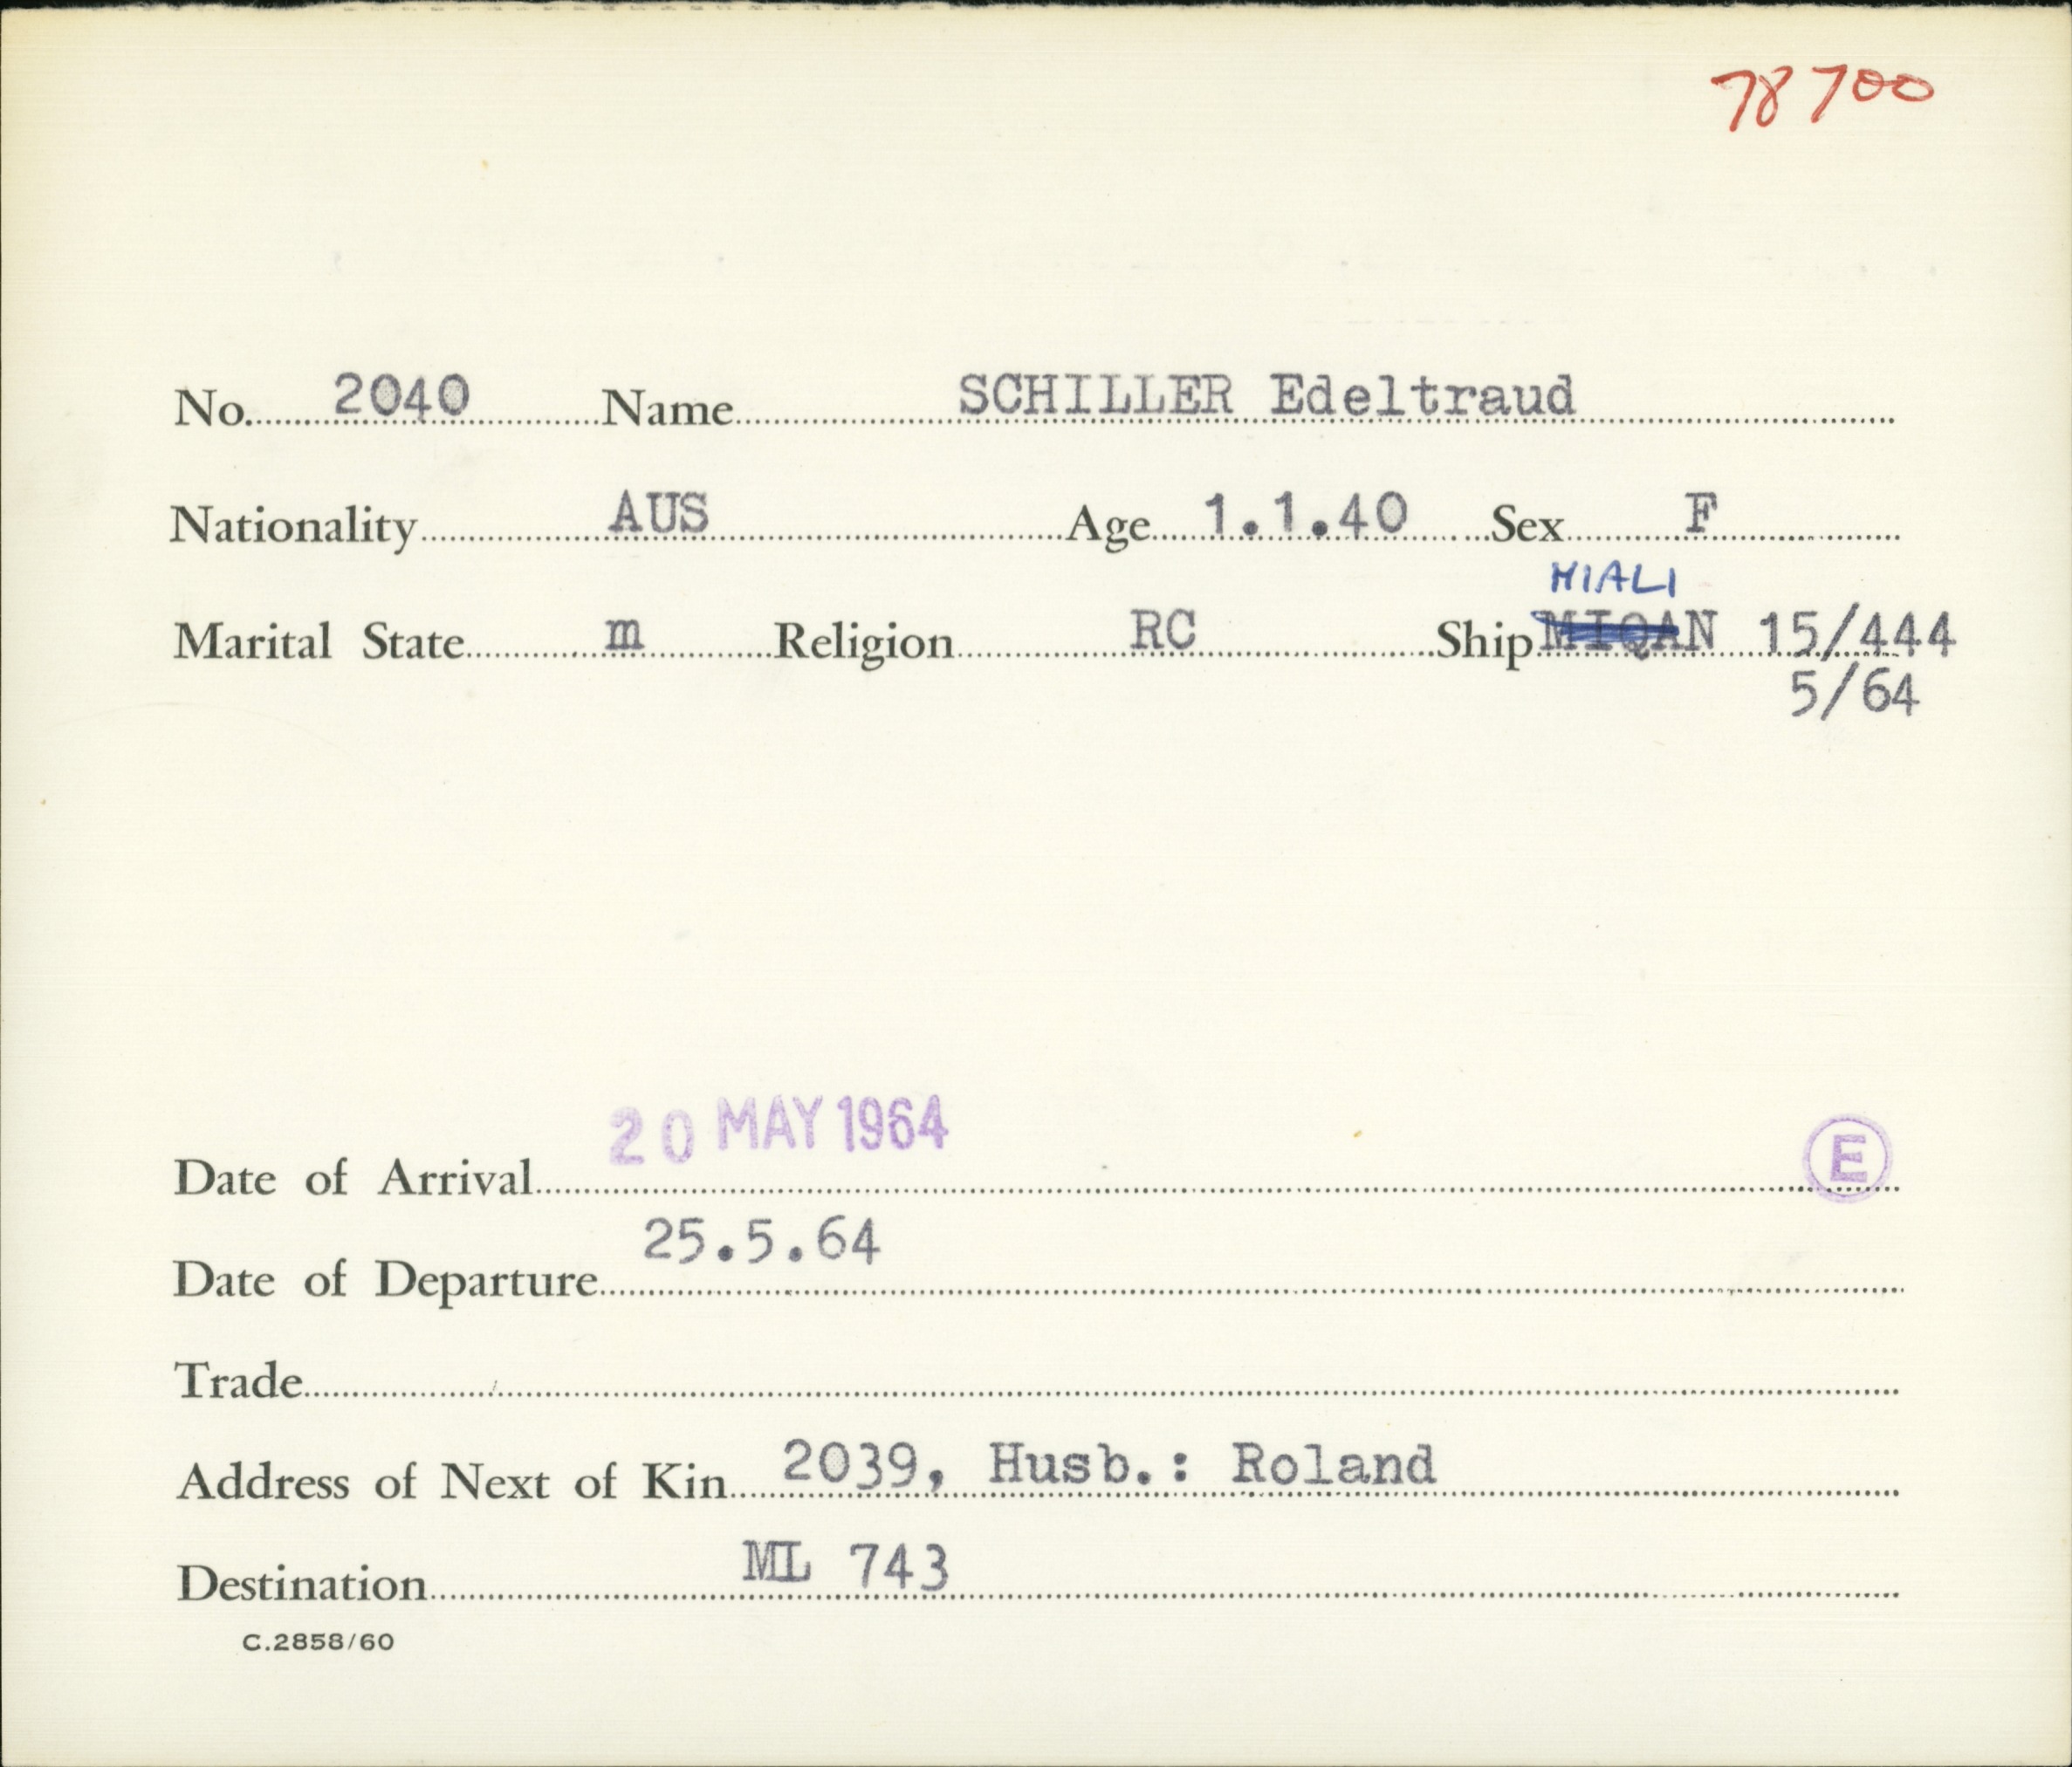 78700
No. 2040 Name SCHILLER Edeltraud
Nationality AUS Age 1.1.40 Sex F
MIALI
Marital State m Religion RC Ship MIQAN 15/444
5/64
20 MAY 1964
Date of Arrival E
25.5.64
Date of Departure
Trade
Address of Next of Kin 2039, Husb.: Roland
Destination ML 743
C.2858/60